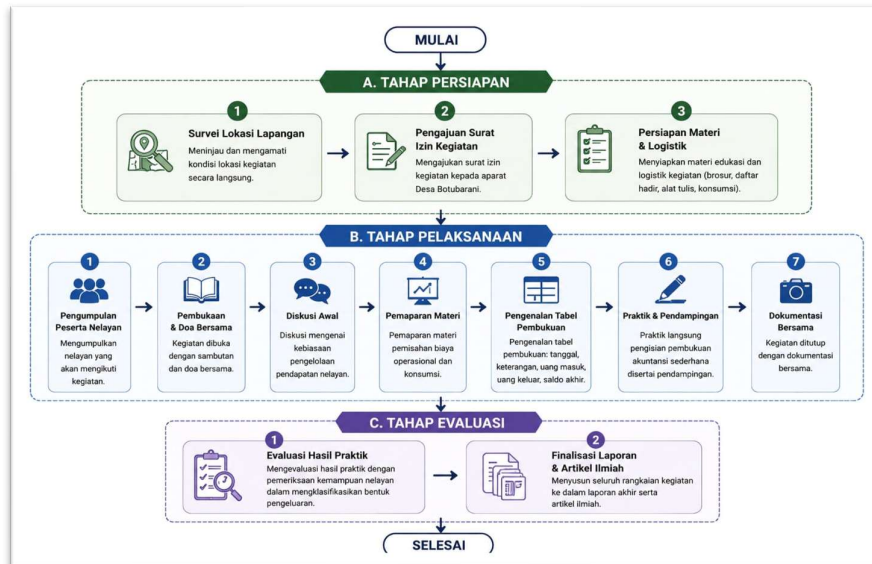 MULAI
A. TAHAP PERSIAPAN
1
Survei Lokasi Lapangan
Meninjau dan mengamati
kondisi lokasi kegiatan
secara langsung.
2
Pengajuan Surat
Izin Kegiatan
Mengajukan surat izin
kegiatan kepada aparat
Desa Botubarani.
3
Persiapan Materi
& Logistik
Menyiapkan materi edukasi dan
logistik kegiatan (brosur, daftar
hadir, alat tulis, konsumsi).
B. TAHAP PELAKSANAAN
1
Pengumpulan
Peserta Nelayan
Mengumpulkan
nelayan yang
akan mengikuti
kegiatan.
2
Pembukaan
& Doa Bersama
Kegiatan dibuka
dengan sambutan
dan doa bersama.
3
Diskusi Awal
Diskusi mengenai
kebiasaan
pengelolaan
pendapatan nelayan.
4
Pemaparan Materi
Pemaparan materi
pemisahan biaya
operasional dan
konsumsi.
5
Pengenalan Tabel
Pembukuan
Pengenalan tabel
pembukuan: tanggal,
keterangan, uang masuk,
uang keluar, saldo akhir.
6
Praktik & Pendampingan
Praktik langsung
pengisian pembukuan
akuntansi sederhana
disertai pendampingan.
7
Dokumentasi
Bersama
Kegiatan ditutup
dengan dokumentasi
bersama.
C. TAHAP EVALUASI
1
Evaluasi Hasil Praktik
Mengevaluasi hasil praktik dengan
pemeriksaan kemampuan nelayan
dalam mengklasifikasikan bentuk
pengeluaran.
2
Finalisasi Laporan
& Artikel Ilmiah
Menyusun seluruh rangkaian kegiatan
ke dalam laporan akhir serta
artikel ilmiah.
SELESAI